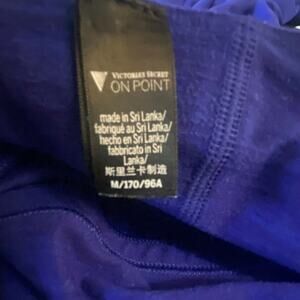 VICTORIA'S SECRET
ON POINT
made in Sri Lanka/
fabriqué au Sri Lanka/
hecho en Sri Lanka/
fabbricato in Sri
Lanka/
斯里兰卡制造
M/170/96A